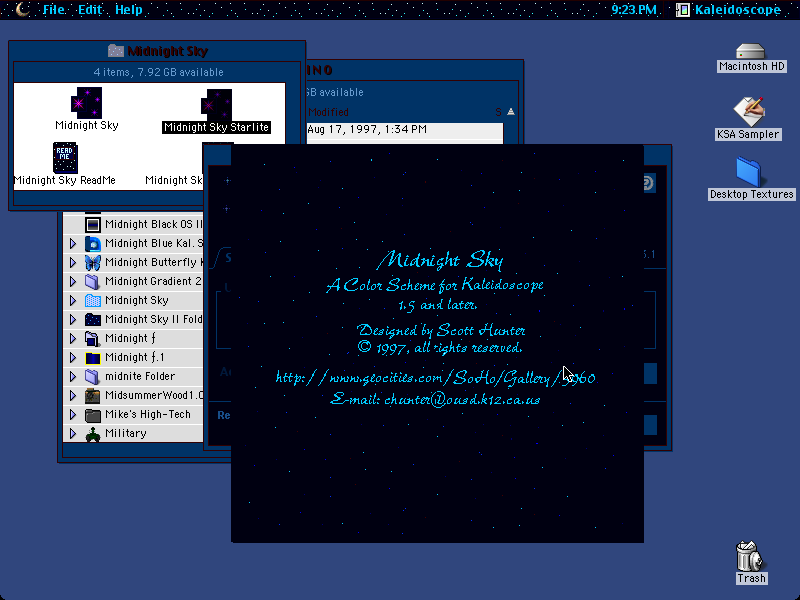 File Edit Help
9:23 PM
Kaleidoscope
Midnight Sky
4 items, 7.92 GB available
Midnight Sky
Midnight Sky Starlite
READ ME
Midnight Sky ReadMe
Midnight Sk
INO
GB available
Modified
S
Aug 17, 1997, 1:34 PM
Midnight Black OS II
Midnight Blue Kal. S
Midnight Butterfly K
Midnight Gradient 2
Midnight Sky
Midnight Sky II Fold
Midnight ƒ
Midnight ƒ.1
midnite Folder
MidsummerWood1.0
Mike's High-Tech
Military
S
.1
Re
Midnight Sky
A Color Scheme for Kaleidoscope
1.5 and later.
Designed by Scott Hunter
© 1997, all rights reserved.
http://www.geocities.com/SoHo/Gallery/
E-mail: chunter@ousd.k12.ca.us
Macintosh HD
KSA Sampler
Desktop Textures
Trash